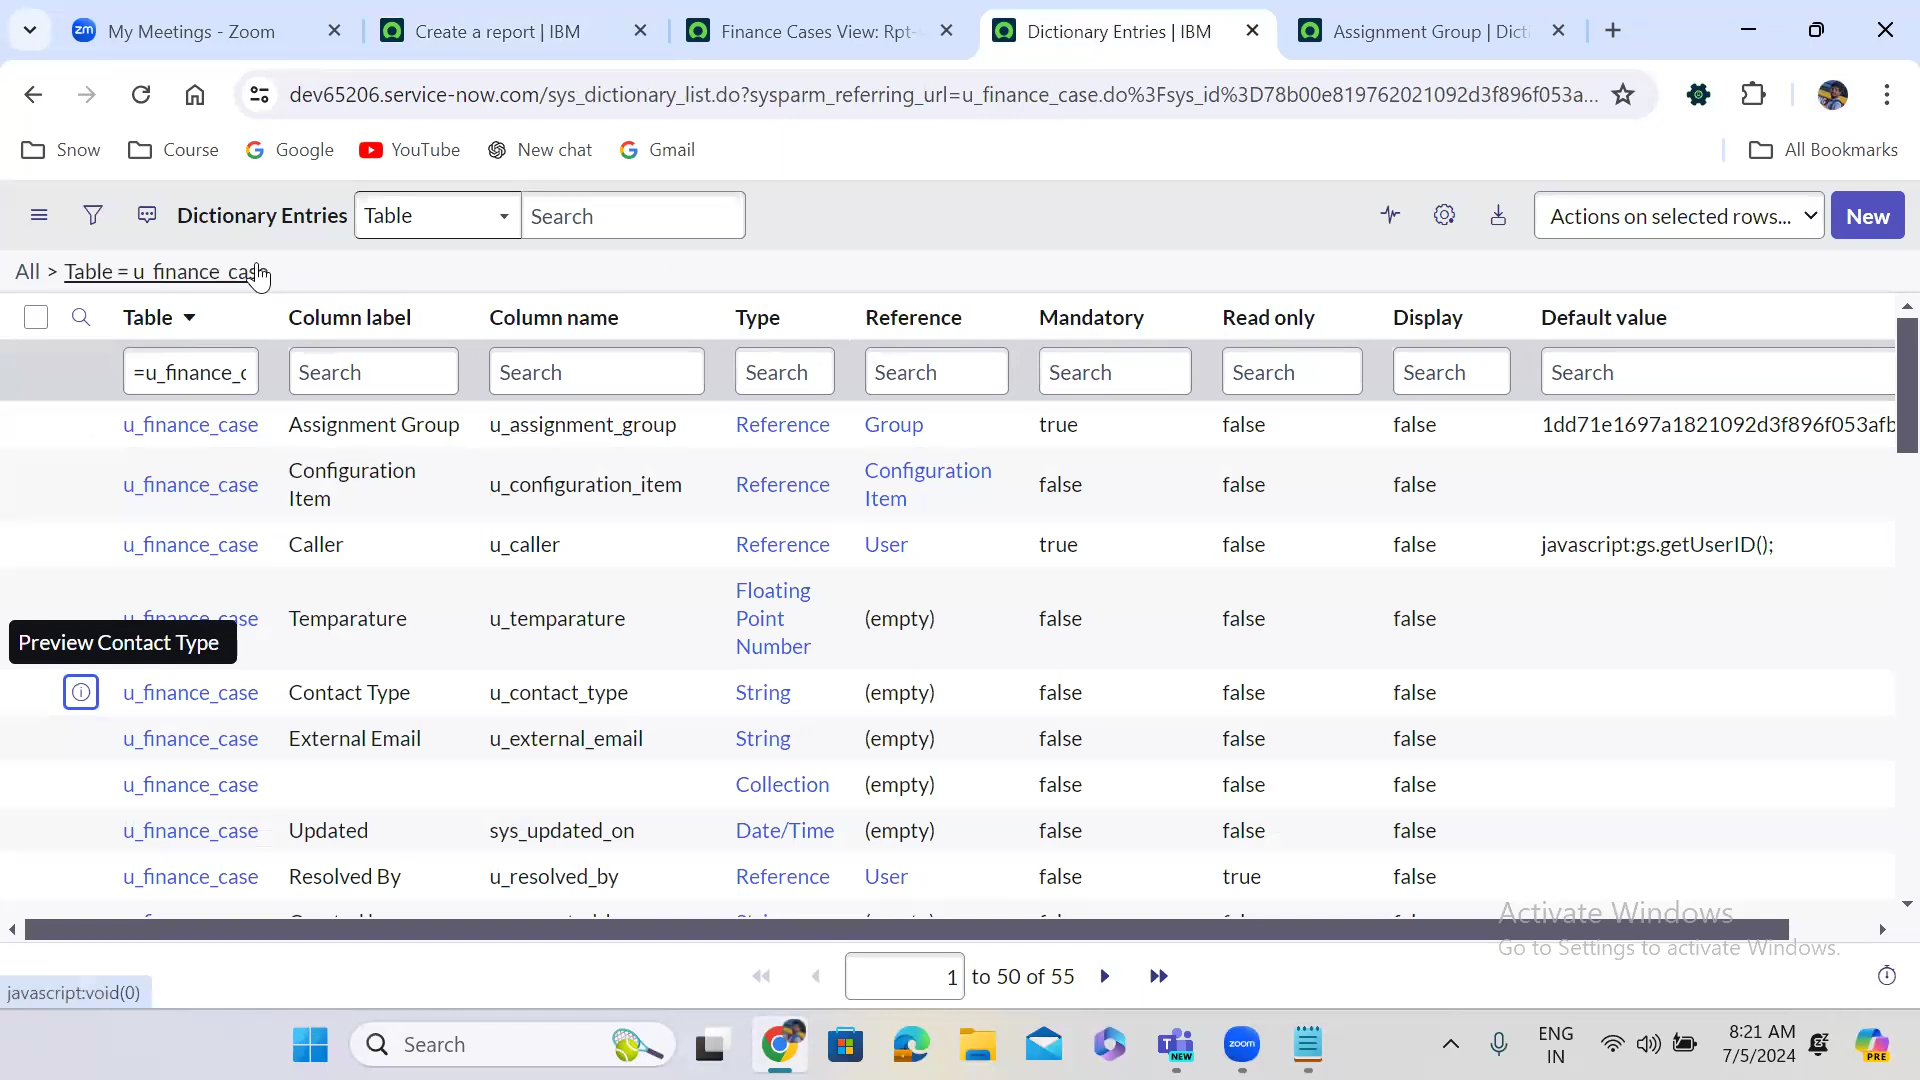 My Meetings - Zoom
Create a report | IBM
Finance Cases View: Rpt-
Dictionary Entries | IBM
Assignment Group | Dict
dev65206.service-now.com/sys_dictionary_list.do?sysparm_referring_url=u_finance_case.do%3Fsys_id%3D78b00e819762021092d3f896f053a...
Snow
Course
Google
YouTube
New chat
Gmail
All Bookmarks
Dictionary Entries
Table
Search
Actions on selected rows...
New
All > Table = u_finance_case
Table Column label Column name Type Reference Mandatory Read only Display Default value
=u_finance_c Search Search Search Search Search Search Search Search
u_finance_case Assignment Group u_assignment_group Reference Group true false false 1dd71e1697a1821092d3f896f053afb
u_finance_case Configuration Item u_configuration_item Reference Configuration Item false false false
u_finance_case Caller u_caller Reference User true false false javascript:gs.getUserID();
u_finance_case Temparature u_temparature Floating Point Number (empty) false false false
Preview Contact Type
u_finance_case Contact Type u_contact_type String (empty) false false false
u_finance_case External Email u_external_email String (empty) false false false
u_finance_case Collection (empty) false false false
u_finance_case Updated sys_updated_on Date/Time (empty) false false false
u_finance_case Resolved By u_resolved_by Reference User false true false
Activate Windows
Go to Settings to activate Windows.
1 to 50 of 55
javascript:void(0)
Search
NEW
zoom
ENG
IN
8:21 AM
7/5/2024
PRE